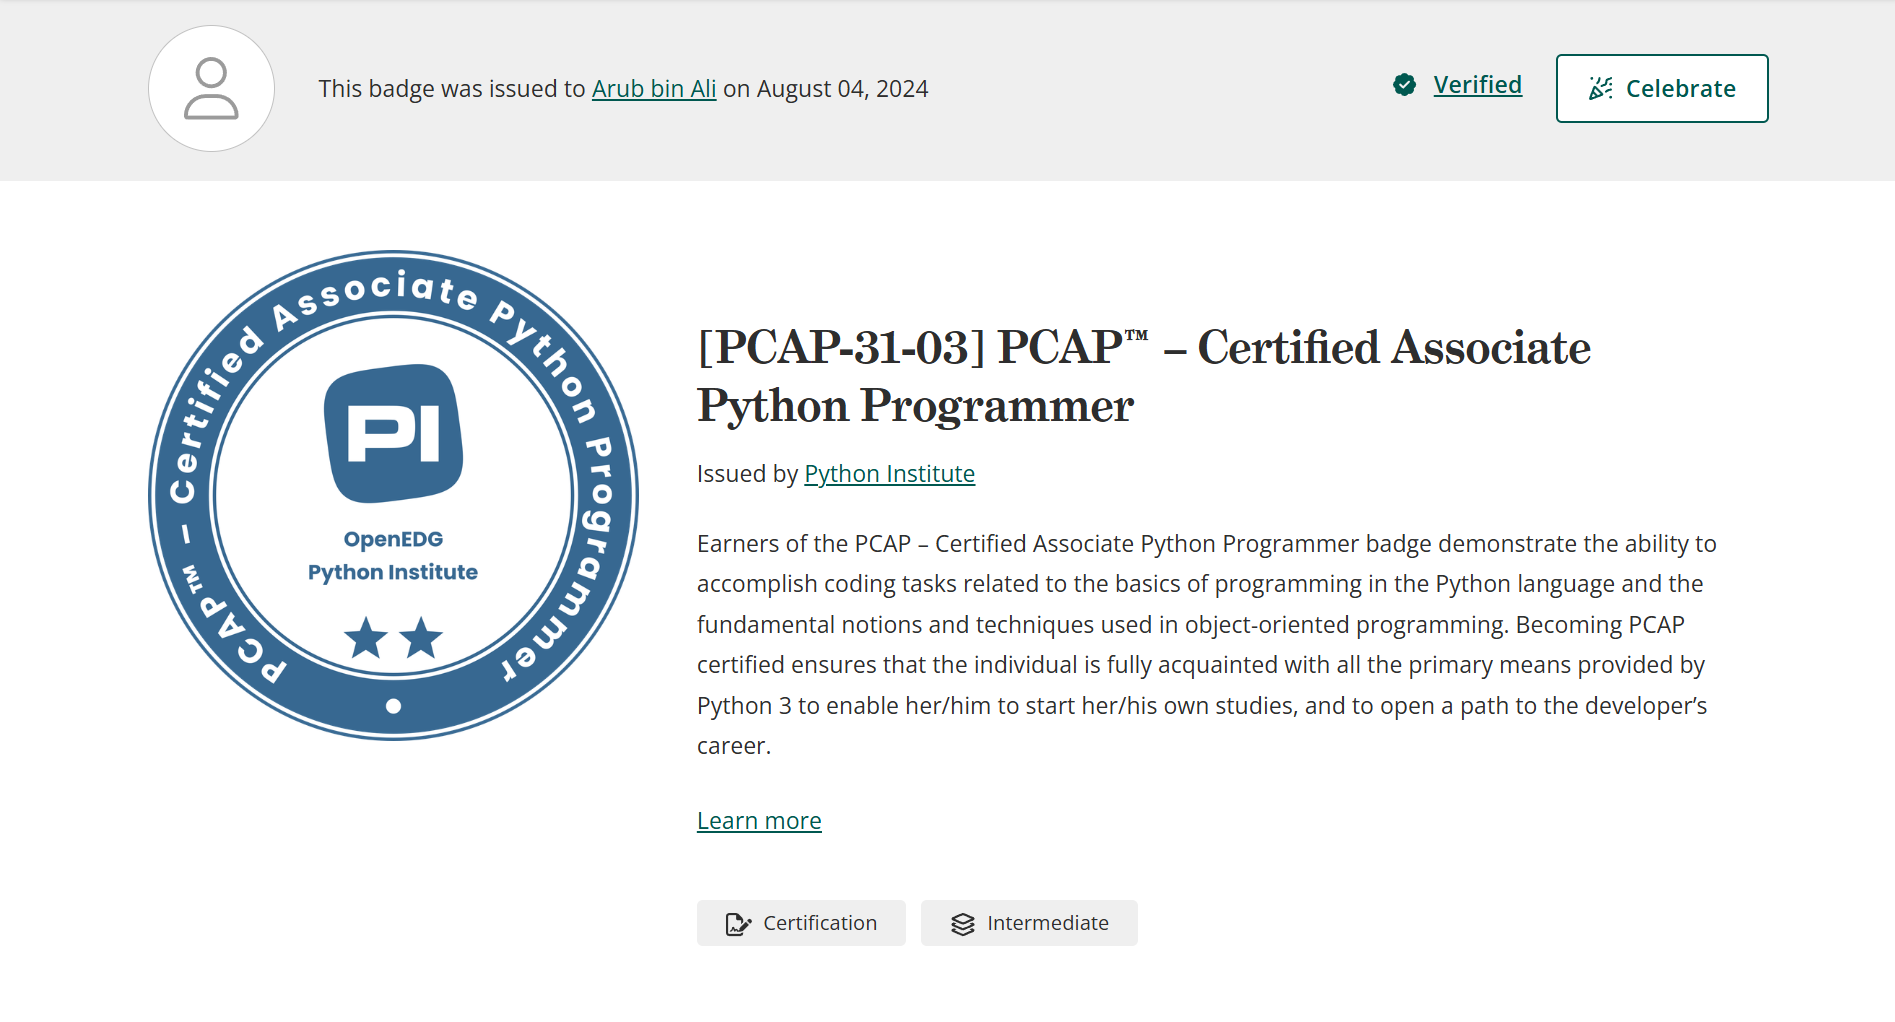 This badge was issued to Arub bin Ali on August 04, 2024
Verified
Celebrate
PCAP™ – Certified Associate Python Programmer
PI
OpenEDG
Python Institute
[PCAP-31-03] PCAP™ – Certified Associate
Python Programmer
Issued by Python Institute
Earners of the PCAP – Certified Associate Python Programmer badge demonstrate the ability to
accomplish coding tasks related to the basics of programming in the Python language and the
fundamental notions and techniques used in object-oriented programming. Becoming PCAP
certified ensures that the individual is fully acquainted with all the primary means provided by
Python 3 to enable her/him to start her/his own studies, and to open a path to the developer’s
career.
Learn more
Certification
Intermediate